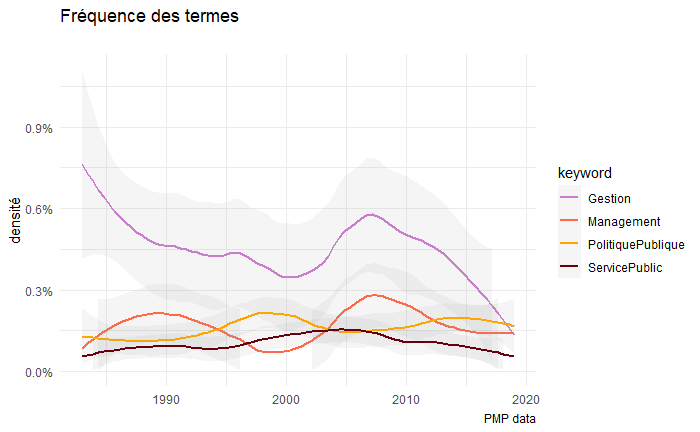 Fréquence des termes
densité
0.9%
0.6%
0.3%
0.0%
1990 2000 2010 2020
PMP data
keyword
Gestion
Management
PolitiquePublique
ServicePublic